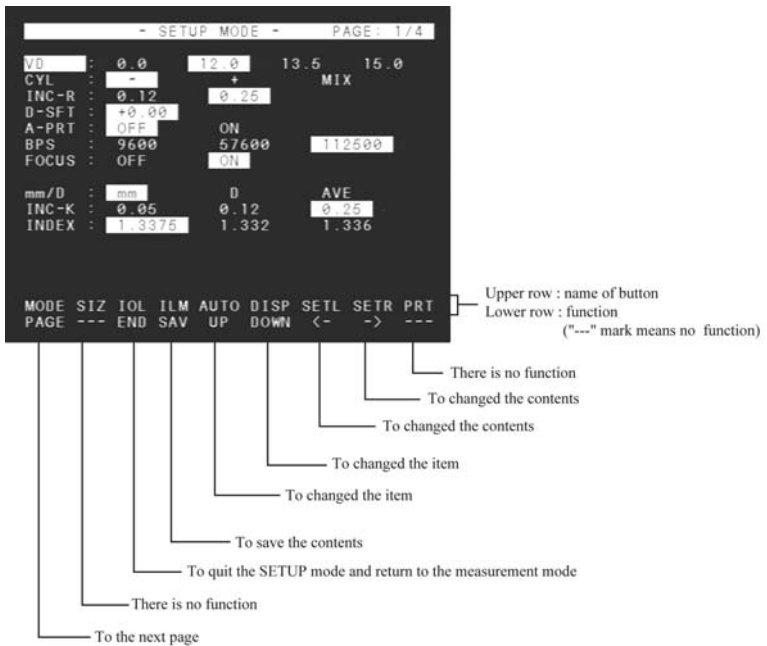 - SETUP MODE - PAGE: 1/4
VD : 0.0 12.0 13.5 15.0
CYL : - + MIX
INC-R : 0.12 0.25
D-SFT : +0.00
A-PRT : OFF ON
BPS : 9600 57600 112500
FOCUS : OFF ON
mm/D : mm D AVE
INC-K : 0.05 0.12 0.25
INDEX : 1.3375 1.332 1.336
MODE SIZ IOL ILM AUTO DISP SETL SETR PRT
PAGE --- END SAV UP DOWN <- -> ---
Upper row : name of button
Lower row : function
("---" mark means no function)
There is no function
To changed the contents
To changed the contents
To changed the item
To changed the item
To save the contents
To quit the SETUP mode and return to the measurement mode
There is no function
To the next page